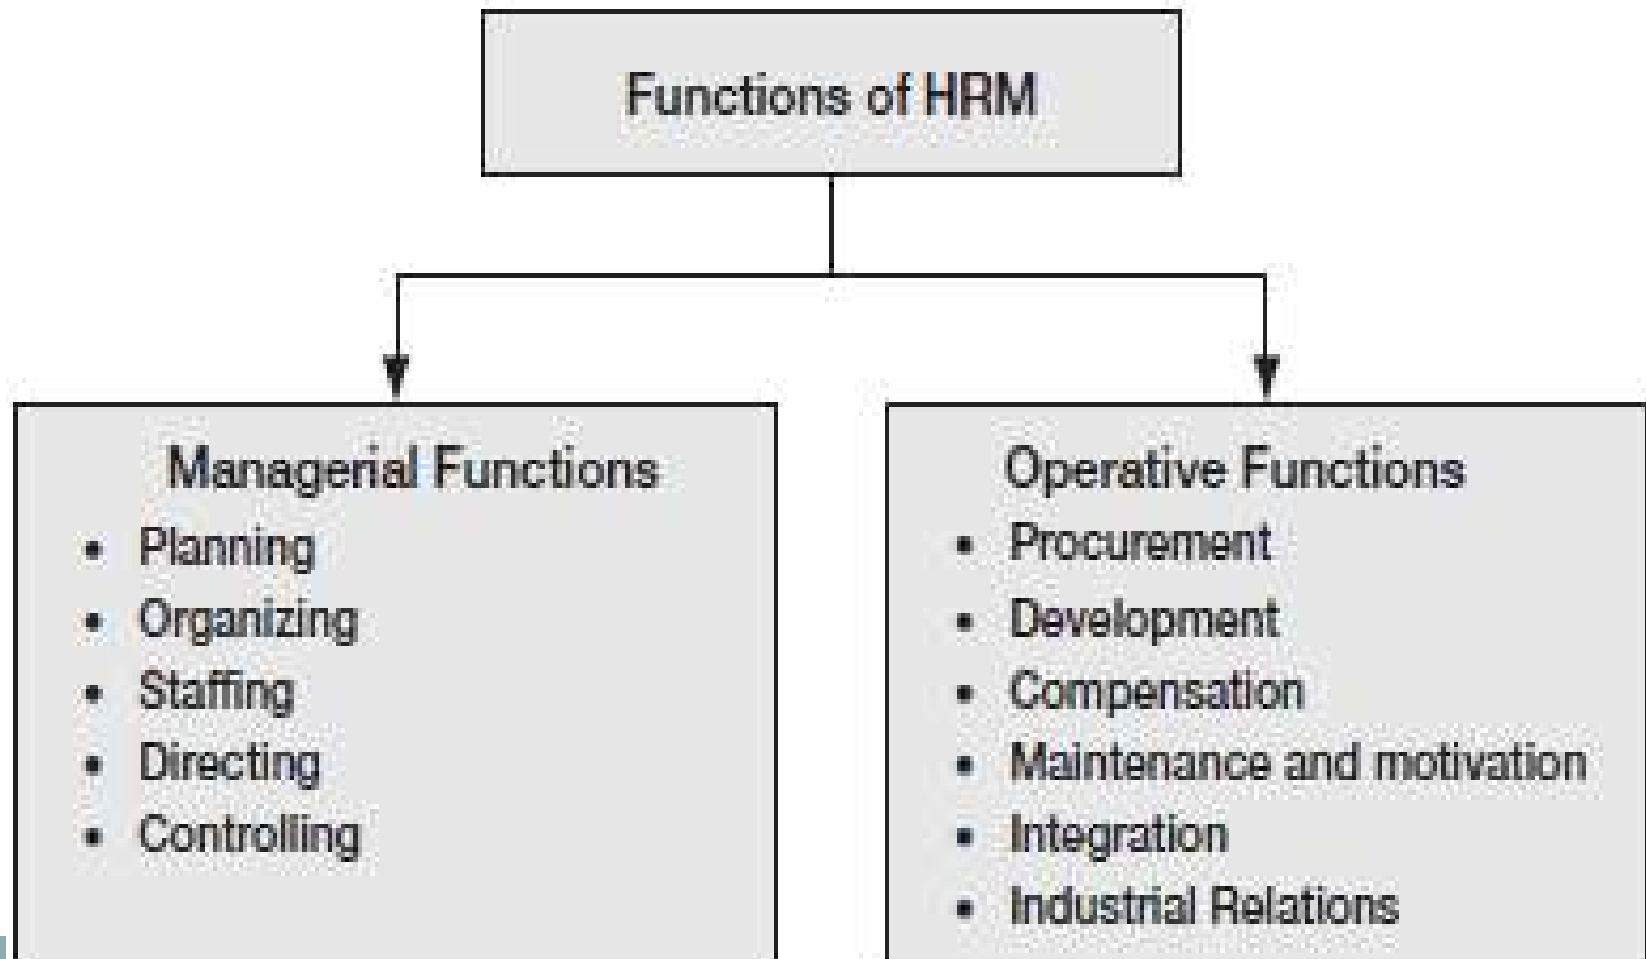 Functions of HRM
Managerial Functions
• Planning
• Organizing
• Staffing
• Directing
• Controlling
Operative Functions
• Procurement
• Development
• Compensation
• Maintenance and motivation
• Integration
• Industrial Relations